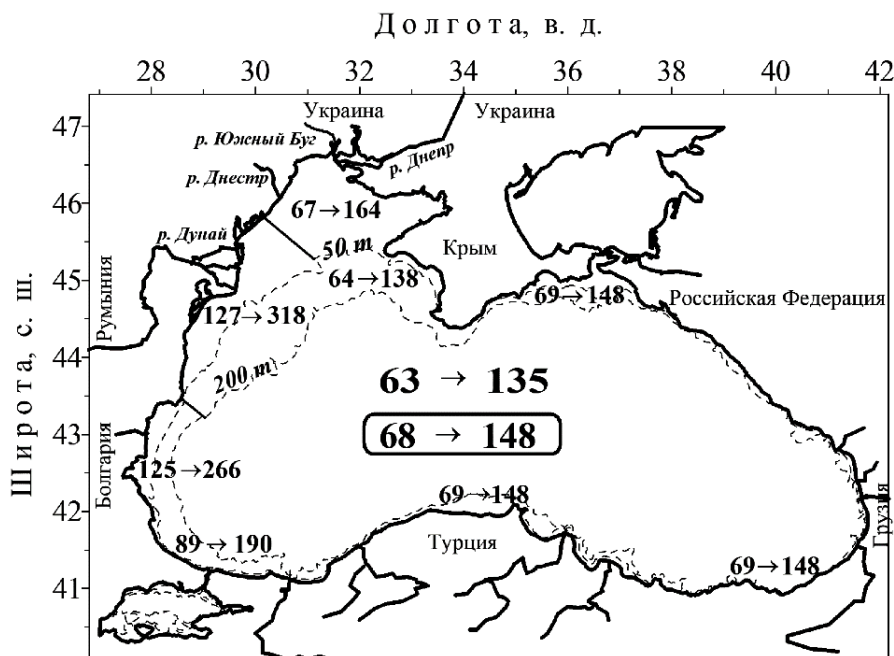 Долгота, в. д.
28 30 32 34 36 38 40 42
Широта, с. ш.
47
46
45
44
43
42
41
Украина
Украина
р. Южный Буг
р. Днепр
р. Днестр
67→164
р. Дунай
50 m
Крым
64→138
69→148
Российская Федерация
Румыния
127→318
200 m
63 → 135
68 → 148
Болгария
125→266
69→148
Грузия
89→190
Турция
69→148